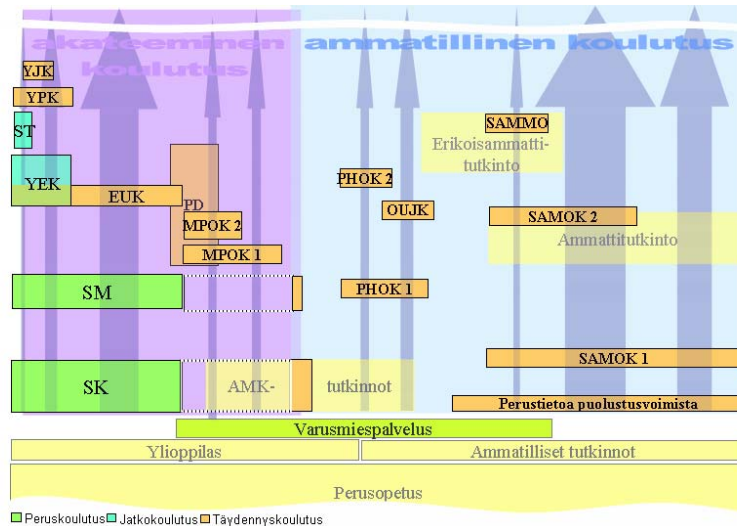 akateeminen koulutus
ammatillinen koulutus
YJK
YPK
ST
SAMMO
Erikoisammatti-
tutkinto
YEK
EUK
PD
PHOK 2
OUJK
MPOK 2
SAMOK 2
MPOK 1
Ammattitutkinto
SM
PHOK 1
SAMOK 1
SK
AMK-
tutkinnot
Perustietoa puolustusvoimista
Varusmiespalvelus
Ylioppilas
Ammatilliset tutkinnot
Perusopetus
Peruskoulutus
Jatkokoulutus
Täydennyskoulutus